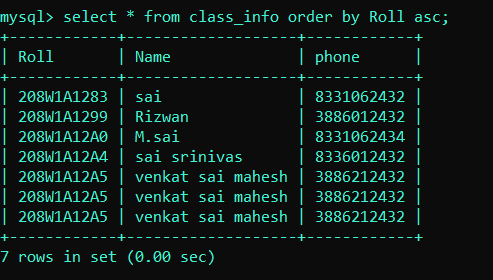 mysql> select * from class_info order by Roll asc;
+------------+-------------------+------------+
| Roll       | Name              | phone      |
+------------+-------------------+------------+
| 208W1A1283 | sai               | 8331062432 |
| 208W1A1299 | Rizwan            | 3886012432 |
| 208W1A12A0 | M.sai             | 8331062434 |
| 208W1A12A4 | sai srinivas      | 8336012432 |
| 208W1A12A5 | venkat sai mahesh | 3886212432 |
| 208W1A12A5 | venkat sai mahesh | 3886212432 |
| 208W1A12A5 | venkat sai mahesh | 3886212432 |
+------------+-------------------+------------+
7 rows in set (0.00 sec)